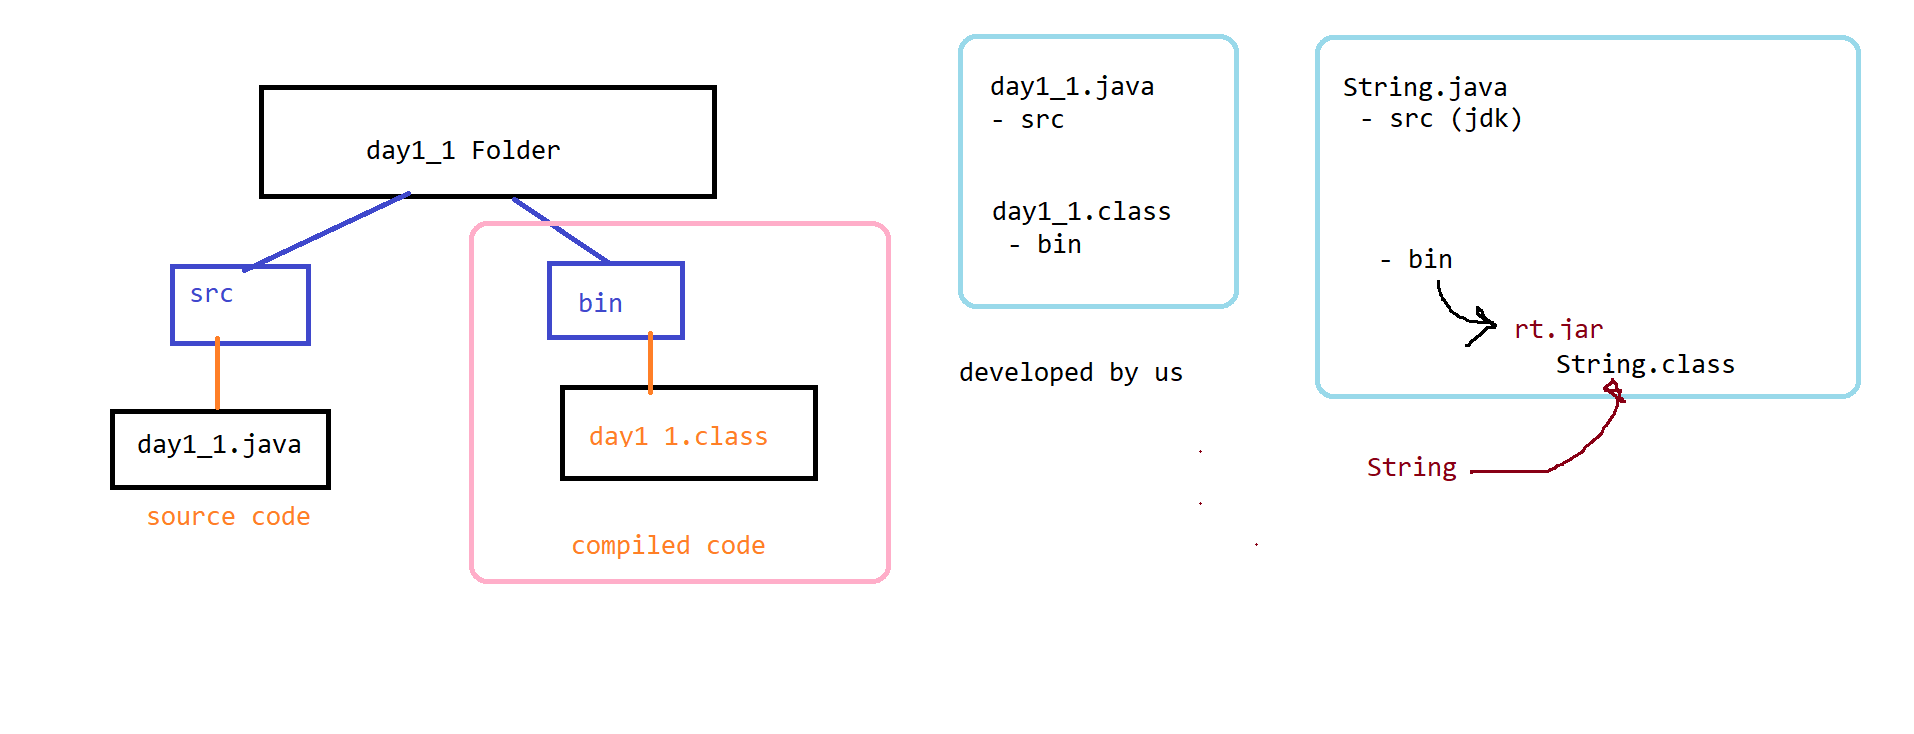 day1_1 Folder
src
bin
day1_1.java
day1 1.class
source code
compiled code
day1_1.java
- src
day1_1.class
- bin
developed by us
String.java
- src (jdk)
- bin
rt.jar
String.class
String